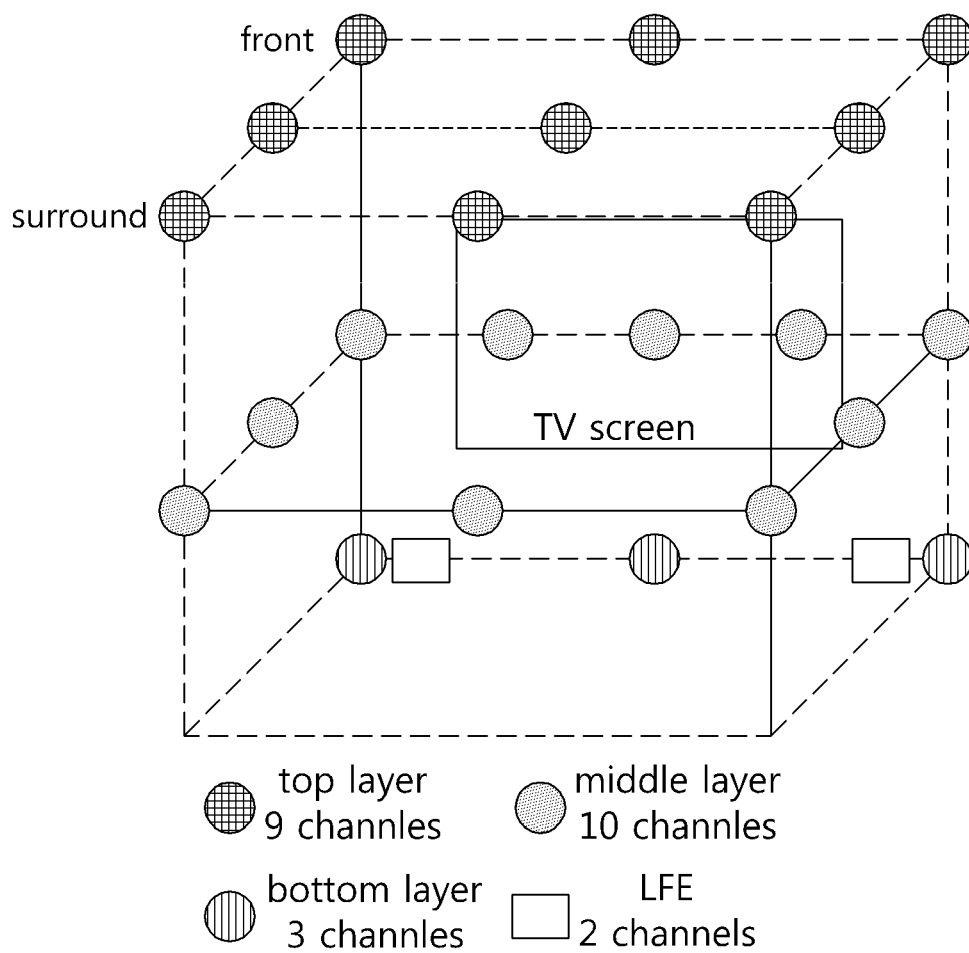 front
surround
TV screen
top layer
9 channles
middle layer
10 channles
bottom layer
3 channles
LFE
2 channels